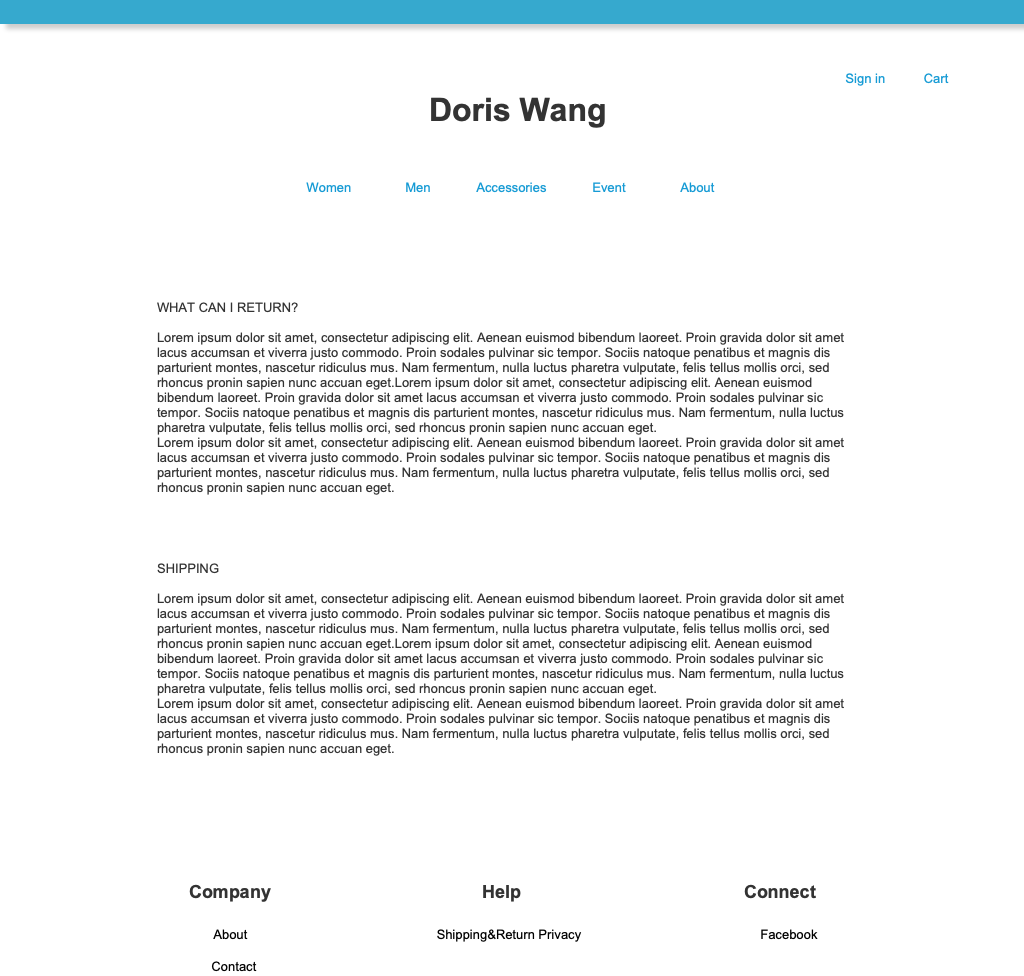 Sign in Cart
Doris Wang
Women Men Accessories Event About
WHAT CAN I RETURN?
Lorem ipsum dolor sit amet, consectetur adipiscing elit. Aenean euismod bibendum laoreet. Proin gravida dolor sit amet
lacus accumsan et viverra justo commodo. Proin sodales pulvinar sic tempor. Sociis natoque penatibus et magnis dis
parturient montes, nascetur ridiculus mus. Nam fermentum, nulla luctus pharetra vulputate, felis tellus mollis orci, sed
rhoncus pronin sapien nunc accuan eget.Lorem ipsum dolor sit amet, consectetur adipiscing elit. Aenean euismod
bibendum laoreet. Proin gravida dolor sit amet lacus accumsan et viverra justo commodo. Proin sodales pulvinar sic
tempor. Sociis natoque penatibus et magnis dis parturient montes, nascetur ridiculus mus. Nam fermentum, nulla luctus
pharetra vulputate, felis tellus mollis orci, sed rhoncus pronin sapien nunc accuan eget.
Lorem ipsum dolor sit amet, consectetur adipiscing elit. Aenean euismod bibendum laoreet. Proin gravida dolor sit amet
lacus accumsan et viverra justo commodo. Proin sodales pulvinar sic tempor. Sociis natoque penatibus et magnis dis
parturient montes, nascetur ridiculus mus. Nam fermentum, nulla luctus pharetra vulputate, felis tellus mollis orci, sed
rhoncus pronin sapien nunc accuan eget.
SHIPPING
Lorem ipsum dolor sit amet, consectetur adipiscing elit. Aenean euismod bibendum laoreet. Proin gravida dolor sit amet
lacus accumsan et viverra justo commodo. Proin sodales pulvinar sic tempor. Sociis natoque penatibus et magnis dis
parturient montes, nascetur ridiculus mus. Nam fermentum, nulla luctus pharetra vulputate, felis tellus mollis orci, sed
rhoncus pronin sapien nunc accuan eget.Lorem ipsum dolor sit amet, consectetur adipiscing elit. Aenean euismod
bibendum laoreet. Proin gravida dolor sit amet lacus accumsan et viverra justo commodo. Proin sodales pulvinar sic
tempor. Sociis natoque penatibus et magnis dis parturient montes, nascetur ridiculus mus. Nam fermentum, nulla luctus
pharetra vulputate, felis tellus mollis orci, sed rhoncus pronin sapien nunc accuan eget.
Lorem ipsum dolor sit amet, consectetur adipiscing elit. Aenean euismod bibendum laoreet. Proin gravida dolor sit amet
lacus accumsan et viverra justo commodo. Proin sodales pulvinar sic tempor. Sociis natoque penatibus et magnis dis
parturient montes, nascetur ridiculus mus. Nam fermentum, nulla luctus pharetra vulputate, felis tellus mollis orci, sed
rhoncus pronin sapien nunc accuan eget.
Company Help Connect
About Shipping&Return Privacy Facebook
Contact